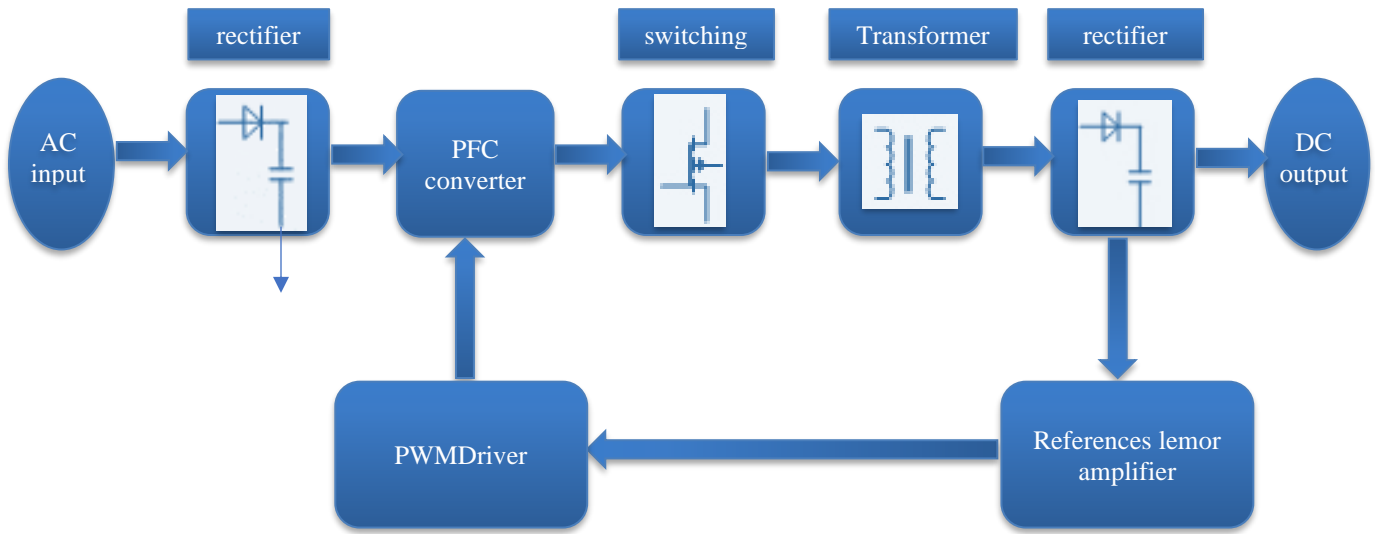 rectifier
switching
Transformer
rectifier
AC
input
PFC
converter
DC
output
PWMDriver
References lemor
amplifier